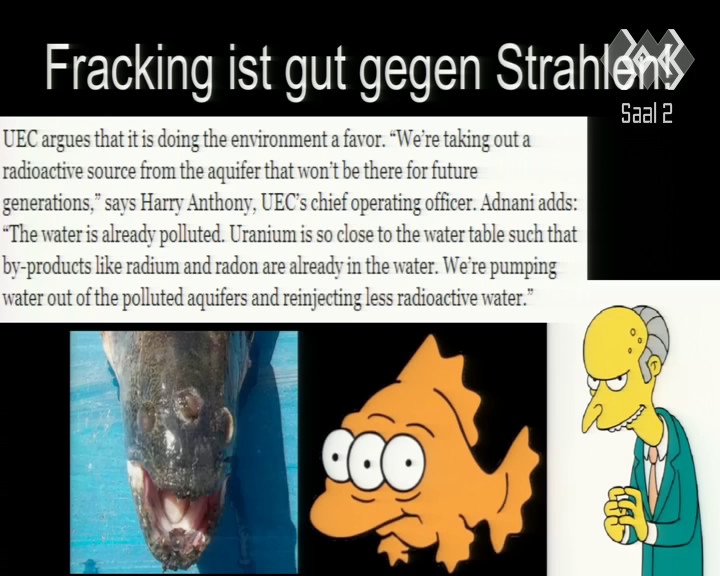 Fracking ist gut gegen Strahlen!
Saal 2
UEC argues that it is doing the environment a favor. “We’re taking out a
radioactive source from the aquifer that won’t be there for future
generations,” says Harry Anthony, UEC’s chief operating officer. Adnani adds:
“The water is already polluted. Uranium is so close to the water table such that
by-products like radium and radon are already in the water. We’re pumping
water out of the polluted aquifers and reinjecting less radioactive water.”